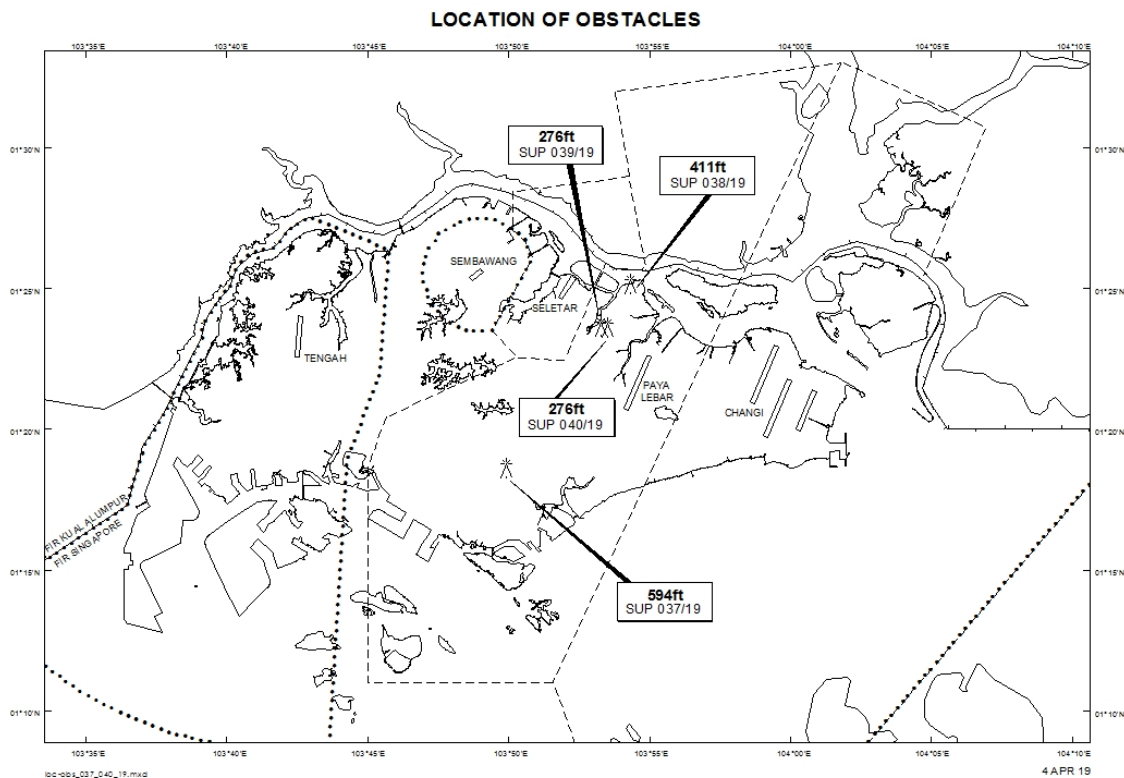 LOCATION OF OBSTACLES
103°35'E 103°40'E 103°45'E 103°50'E 103°55'E 104°00'E 104°05'E 104°10'E
01°30'N
276ft
SUP 039/19
411ft
SUP 038/19
01°30'N
SEMBAWANG
01°25'N
SELETAR
01°25'N
TENGAH
PAYA
LEBAR
CHANGI
276ft
SUP 040/19
01°20'N
01°20'N
FIR KUALALUMPUR
FIR SINGAPORE
01°15'N
01°15'N
594ft
SUP 037/19
01°10'N
01°10'N
103°35'E 103°40'E 103°45'E 103°50'E 103°55'E 104°00'E 104°05'E 104°10'E
loc-obs_037_040_19.mxd
4 APR 19